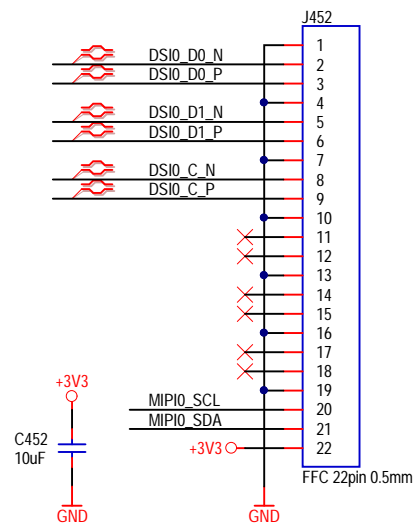 J452
1
DSI0_D0_N 2
DSI0_D0_P 3
4
DSI0_D1_N 5
DSI0_D1_P 6
7
DSI0_C_N 8
DSI0_C_P 9
10
11
12
13
14
15
16
17
18
19
MIPI0_SCL 20
MIPI0_SDA 21
+3V3 22
FFC 22pin 0.5mm
+3V3
C452
10uF
GND
GND